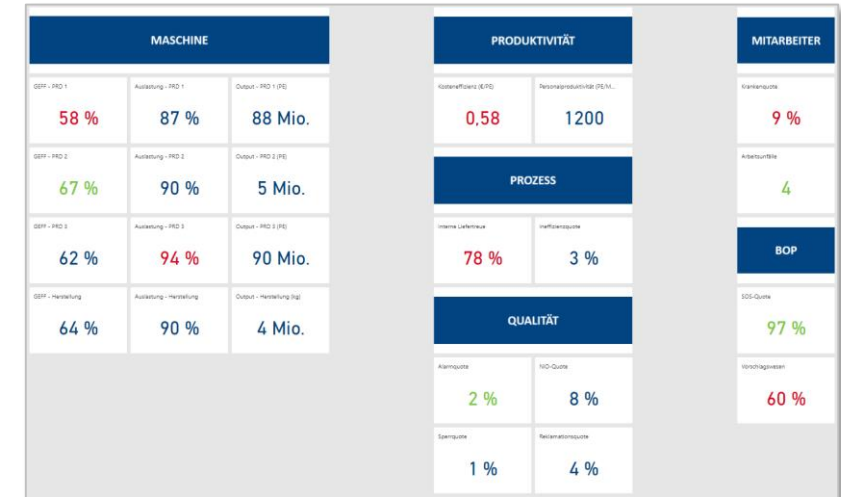 MASCHINE
GEFF - PRD 1
Auslastung - PRD 1
Output - PRD 1 (PE)
58 %
87 %
88 Mio.
GEFF - PRD 2
Auslastung - PRD 2
Output - PRD 2 (PE)
67 %
90 %
5 Mio.
GEFF - PRD 3
Auslastung - PRD 3
Output - PRD 3 (PE)
62 %
94 %
90 Mio.
GEFF - Herstellung
Auslastung - Herstellung
Output - Herstellung (kg)
64 %
90 %
4 Mio.
PRODUKTIVITÄT
Kosteneffizienz (€/PE)
Personalproduktivität (PE/M...
0,58
1200
PROZESS
Interne Liefertreue
Ineffizienzquote
78 %
3 %
QUALITÄT
Alarmquote
NIO-Quote
2 %
8 %
Sperrquote
Reklamationsquote
1 %
4 %
MITARBEITER
Krankenquote
9 %
Arbeitsunfälle
4
BOP
SOS-Quote
97 %
Vorschlagswesen
60 %